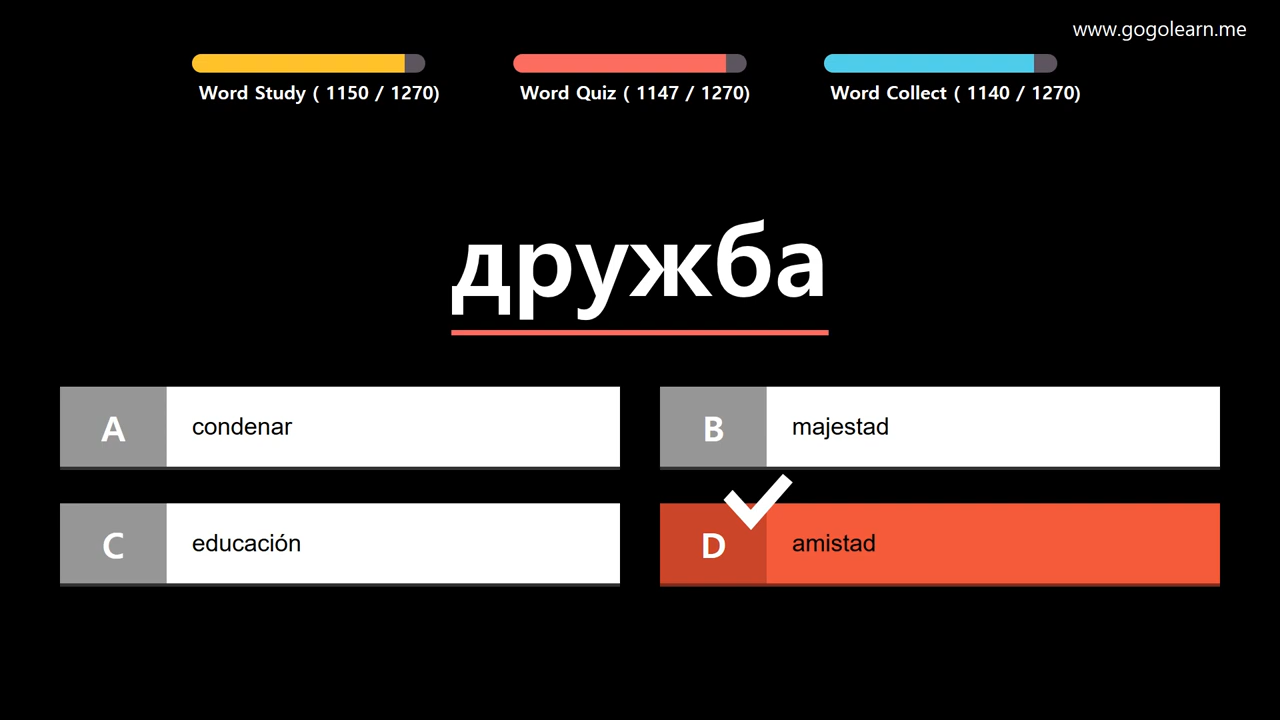 www.gogolearn.me
Word Study ( 1150 / 1270)
Word Quiz ( 1147 / 1270)
Word Collect ( 1140 / 1270)
дружба
A condenar
B majestad
C educación
D amistad